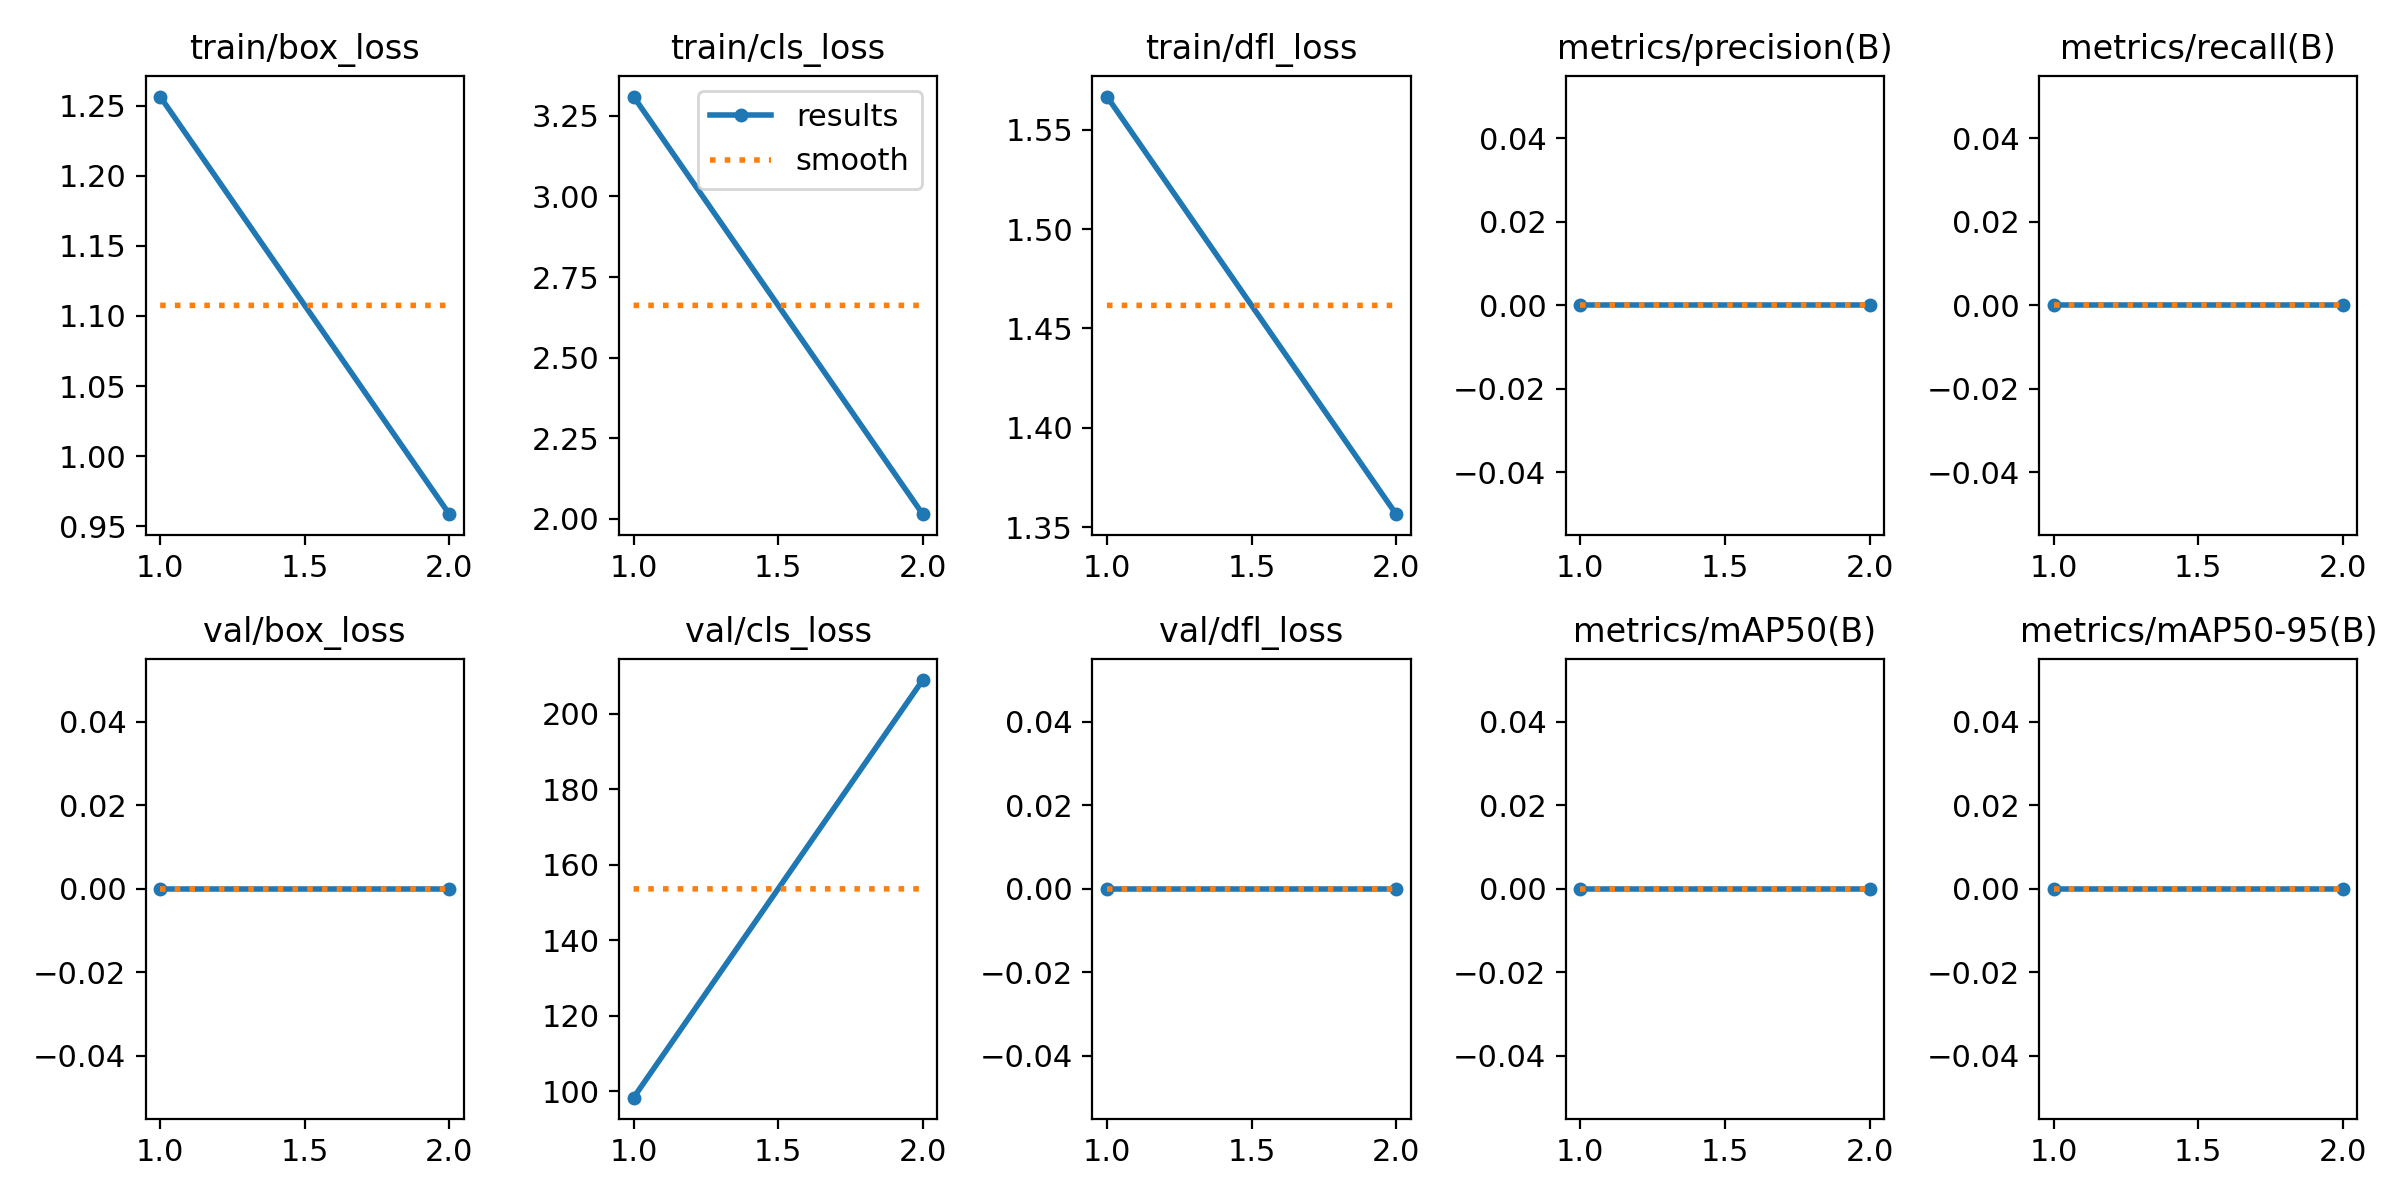 train/box_loss
train/cls_loss
train/dfl_loss
metrics/precision(B)
metrics/recall(B)
1.25
1.20
1.15
1.10
1.05
1.00
0.95
1.0 1.5 2.0
3.25
3.00
2.75
2.50
2.25
2.00
results
smooth
1.0 1.5 2.0
1.55
1.50
1.45
1.40
1.35
1.0 1.5 2.0
0.04
0.02
0.00
−0.02
−0.04
1.0 1.5 2.0
0.04
0.02
0.00
−0.02
−0.04
1.0 1.5 2.0
val/box_loss
val/cls_loss
val/dfl_loss
metrics/mAP50(B)
metrics/mAP50-95(B)
0.04
0.02
0.00
−0.02
−0.04
1.0 1.5 2.0
200
180
160
140
120
100
1.0 1.5 2.0
0.04
0.02
0.00
−0.02
−0.04
1.0 1.5 2.0
0.04
0.02
0.00
−0.02
−0.04
1.0 1.5 2.0
0.04
0.02
0.00
−0.02
−0.04
1.0 1.5 2.0